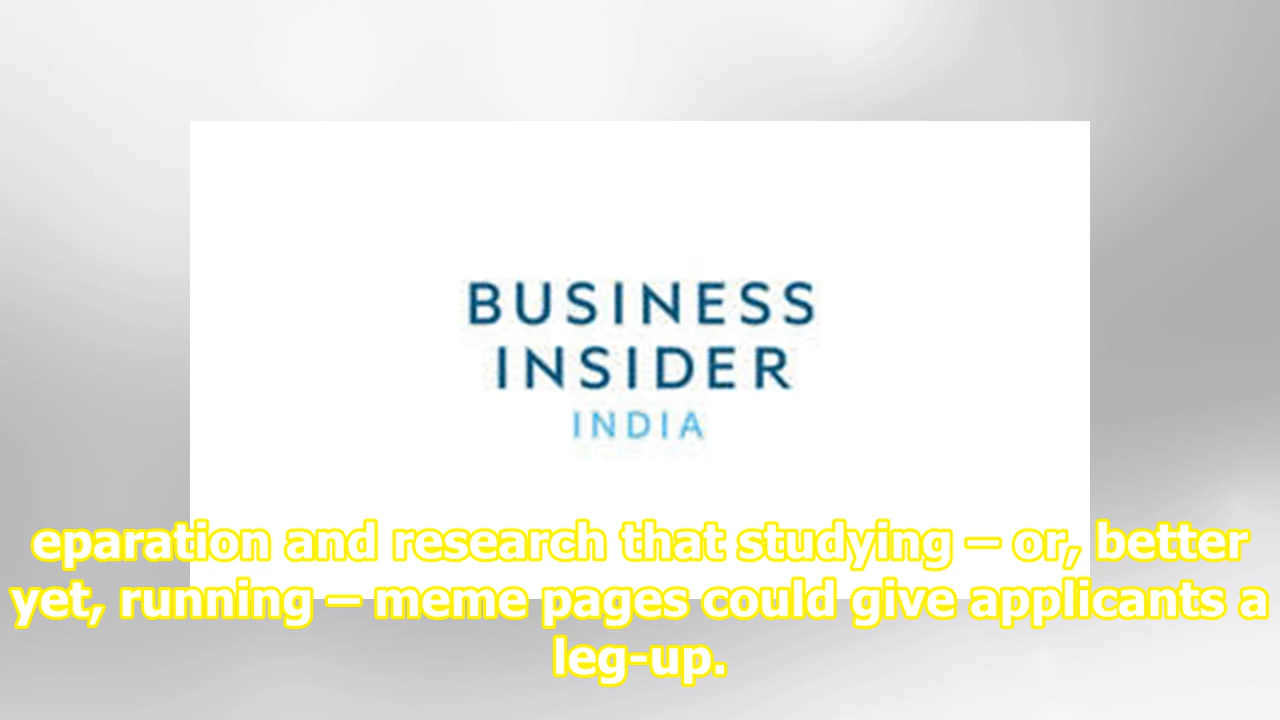 BUSINESS
INSIDER
INDIA
eparation and research that studying – or, better
yet, running – meme pages could give applicants a
leg-up.